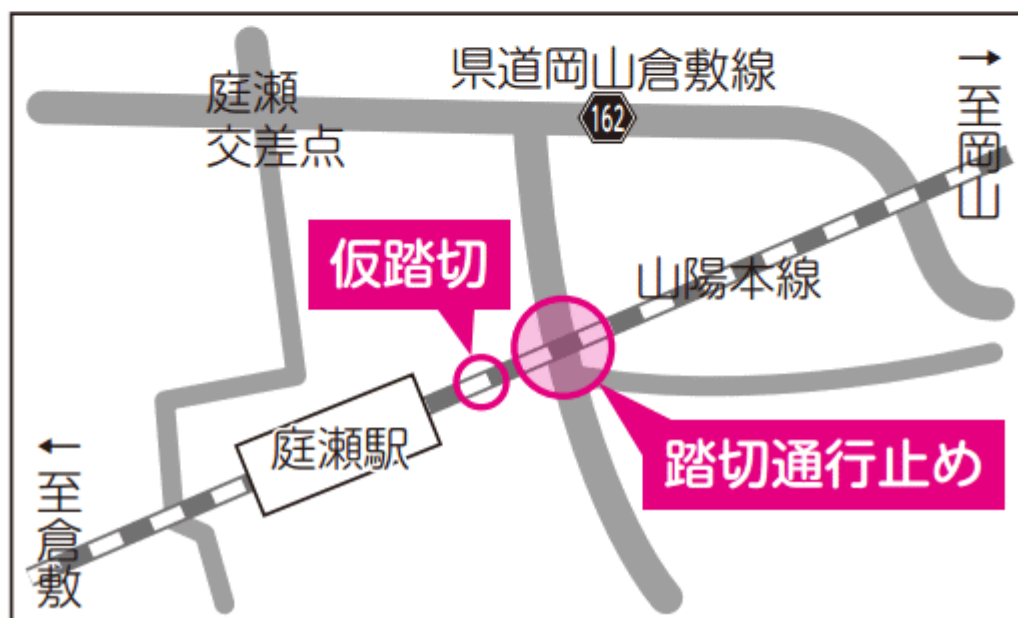 県道岡山倉敷線
162
→
至岡山
庭瀬
交差点
仮踏切
山陽本線
庭瀬駅
踏切通行止め
←
至倉敷